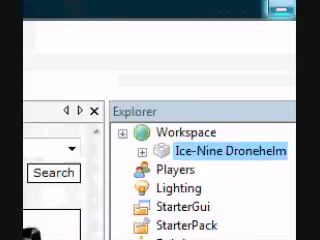 Explorer
Workspace
Ice-Nine Dronehelm
Players
Search
Lighting
StarterGui
StarterPack